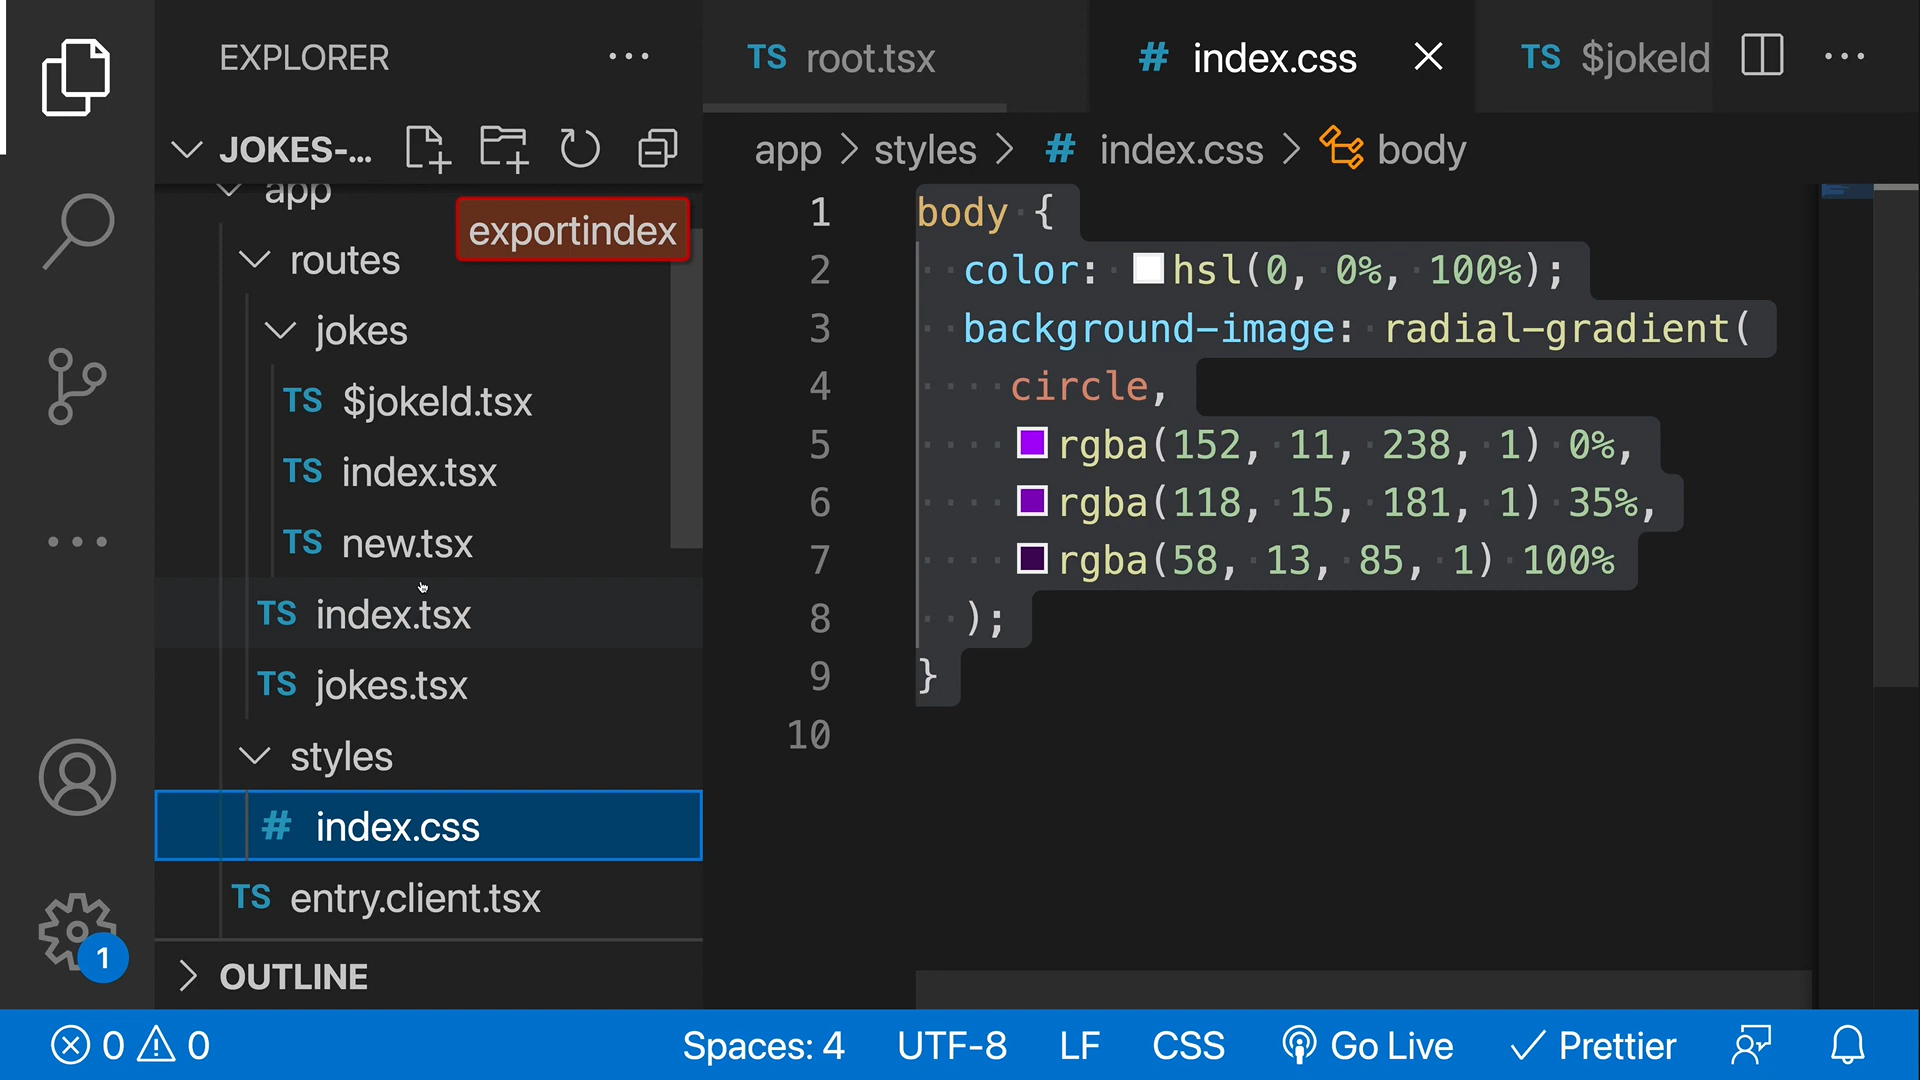 EXPLORER
JOKES-...
app
exportindex
routes
jokes
TS $jokeId.tsx
TS index.tsx
TS new.tsx
TS index.tsx
TS jokes.tsx
styles
# index.css
TS entry.client.tsx
OUTLINE
TS root.tsx
# index.css
TS $jokeId
app > styles > # index.css > body
1 body {
2 color: hsl(0, 0%, 100%);
3 background-image: radial-gradient(
4 circle,
5 rgba(152, 11, 238, 1) 0%,
6 rgba(118, 15, 181, 1) 35%,
7 rgba(58, 13, 85, 1) 100%
8 );
9 }
10
1
0 0 Spaces: 4 UTF-8 LF CSS Go Live Prettier